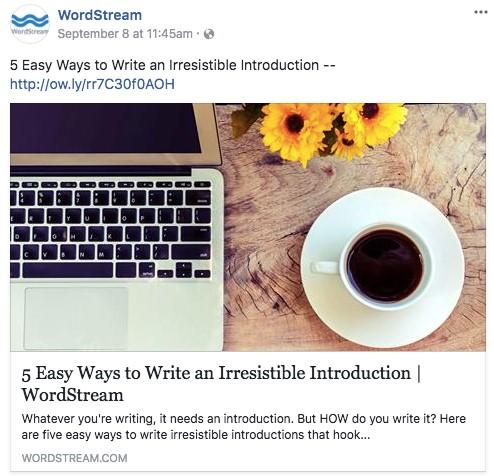 WordStream
WordStream
September 8 at 11:45am ·
5 Easy Ways to Write an Irresistible Introduction --
http://ow.ly/rr7C30f0AOH
5 Easy Ways to Write an Irresistible Introduction |
WordStream
Whatever you're writing, it needs an introduction. But HOW do you write it? Here
are five easy ways to write irresistible introductions that hook...
WORDSTREAM.COM